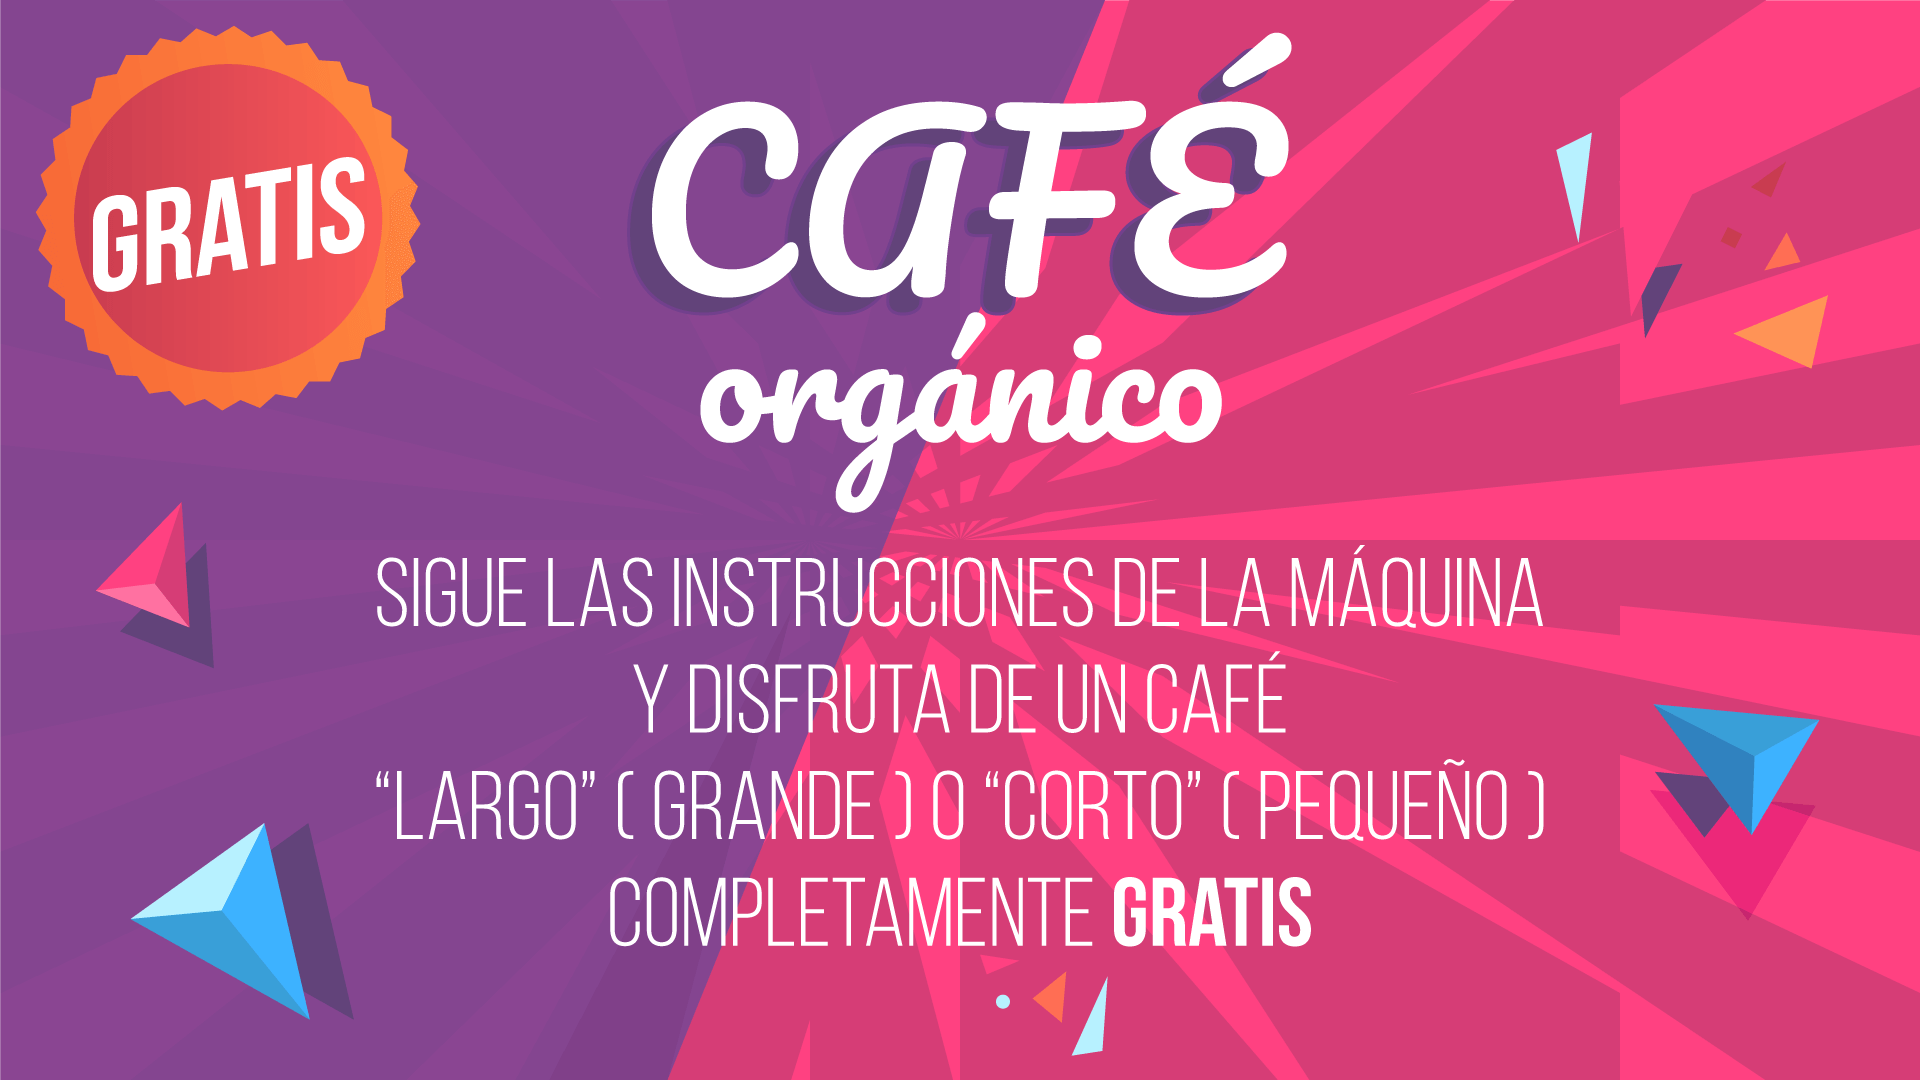 GRATIS
CAFÉ
orgánico
SIGUE LAS INSTRUCCIONES DE LA MÁQUINA
Y DISFRUTA DE UN CAFÉ
“LARGO” ( GRANDE ) O “CORTO” ( PEQUEÑO )
COMPLETAMENTE GRATIS